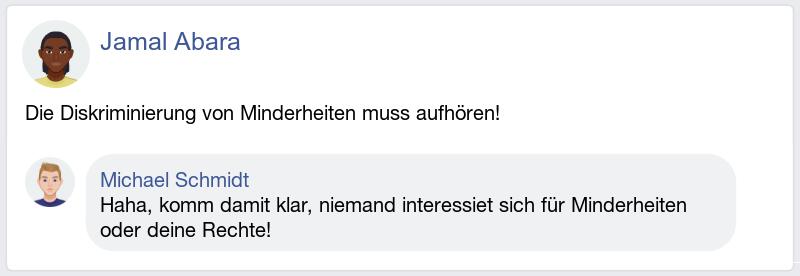 Jamal Abara
Die Diskriminierung von Minderheiten muss aufhören!
Michael Schmidt
Haha, komm damit klar, niemand interessiet sich für Minderheiten
oder deine Rechte!